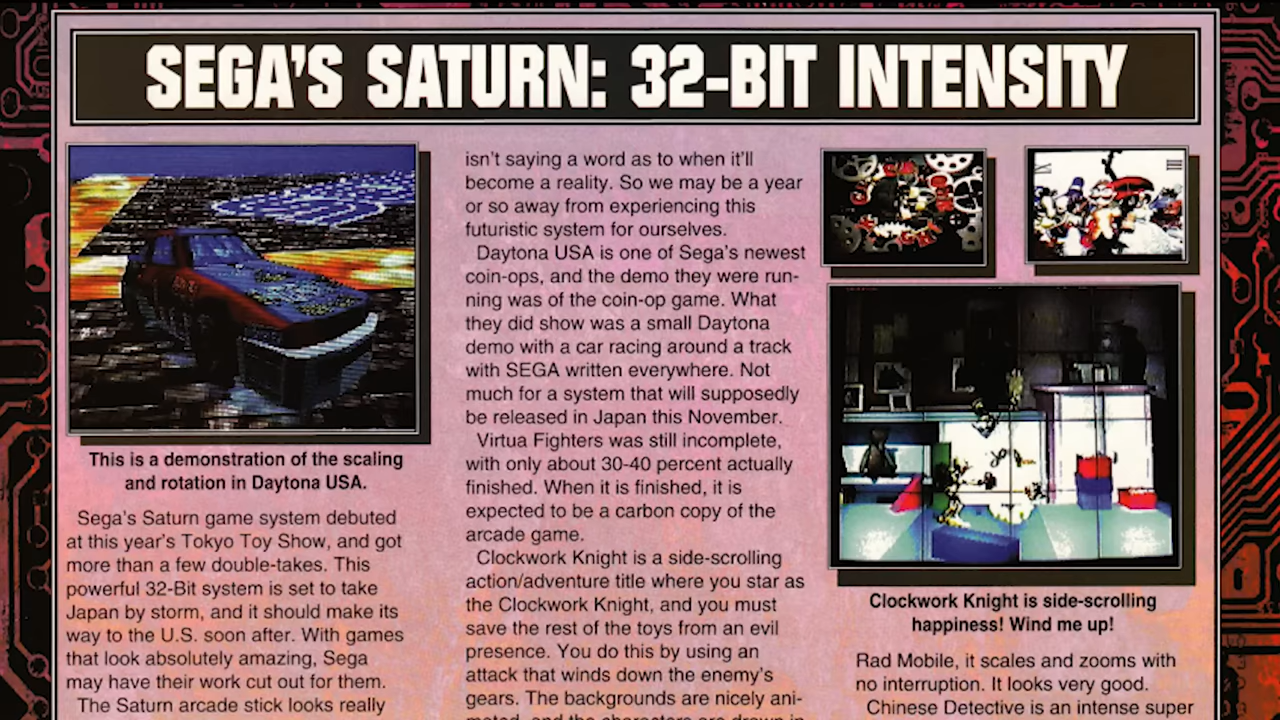 SEGA'S SATURN: 32-BIT INTENSITY
This is a demonstration of the scaling
and rotation in Daytona USA.
Sega's Saturn game system debuted
at this year's Tokyo Toy Show, and got
more than a few double-takes. This
powerful 32-Bit system is set to take
Japan by storm, and it should make its
way to the U.S. soon after. With games
that look absolutely amazing, Sega
may have their work cut out for them.
The Saturn arcade stick looks really
isn't saying a word as to when it'll
become a reality. So we may be a year
or so away from experiencing this
futuristic system for ourselves.
Daytona USA is one of Sega's newest
coin-ops, and the demo they were run-
ning was of the coin-op game. What
they did show was a small Daytona
demo with a car racing around a track
with SEGA written everywhere. Not
much for a system that will supposedly
be released in Japan this November.
Virtua Fighters was still incomplete,
with only about 30-40 percent actually
finished. When it is finished, it is
expected to be a carbon copy of the
arcade game.
Clockwork Knight is a side-scrolling
action/adventure title where you star as
the Clockwork Knight, and you must
save the rest of the toys from an evil
presence. You do this by using an
attack that winds down the enemy's
gears. The backgrounds are nicely ani-
mated, and the characters are drawn in
Clockwork Knight is side-scrolling
happiness! Wind me up!
Rad Mobile, it scales and zooms with
no interruption. It looks very good.
Chinese Detective is an intense super